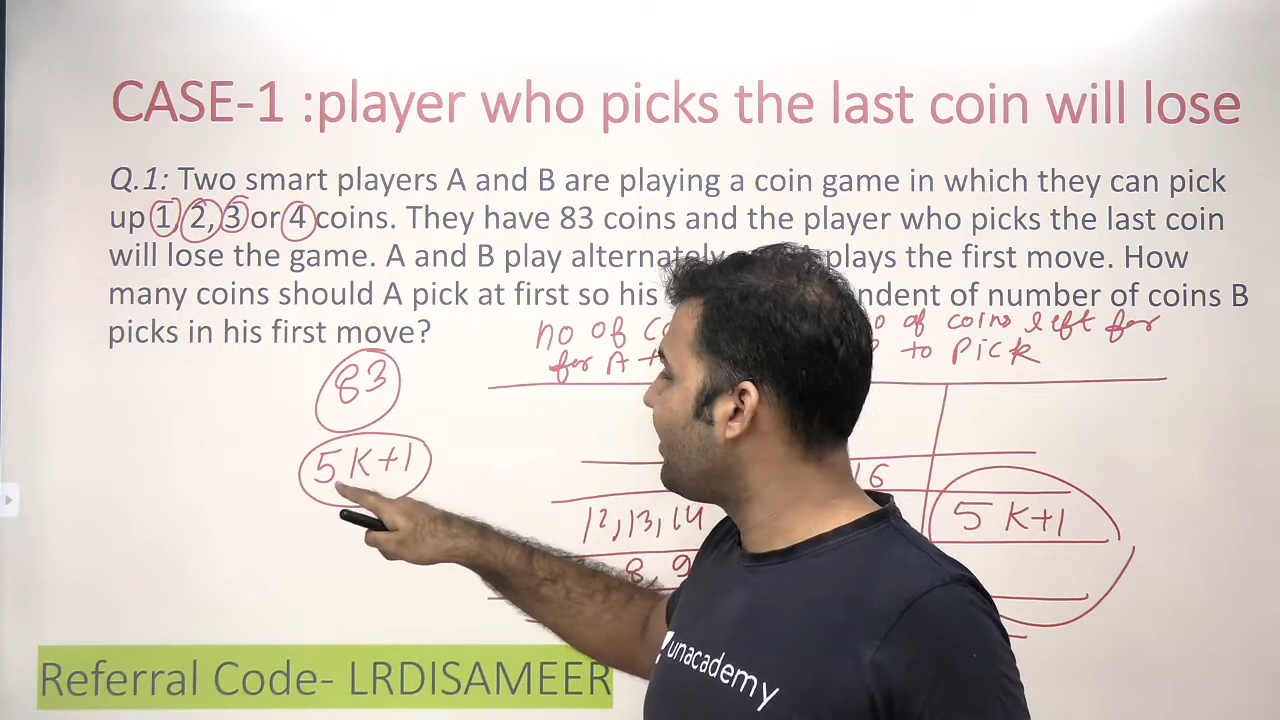 CASE-1 :player who picks the last coin will lose
Q.1: Two smart players A and B are playing a coin game in which they can pick
up 1, 2, 3 or 4 coins. They have 83 coins and the player who picks the last coin
will lose the game. A and B play alternately plays the first move. How
many coins should A pick at first so his of number of coins B
picks in his first move?
no of of coins left for
for A to PICK
83
5K+1
16
12, 13, 14
5K+1
8, 9
Referral Code- LRDISAMEER
unacademy